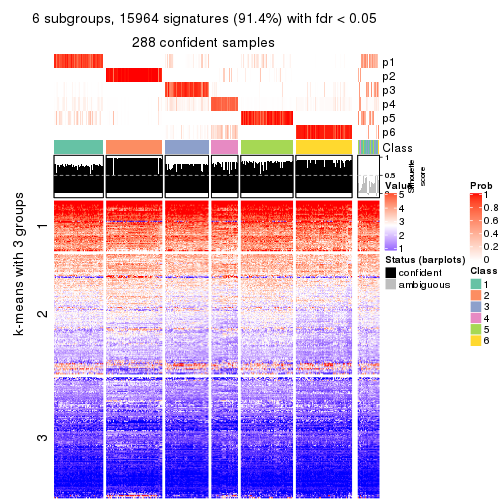 6 subgroups, 15964 signatures (91.4%) with fdr < 0.05
288 confident samples
p1
p2
p3
p4
p5
p6
Class
1
0.5
0
Silhouette
score
k-means with 3 groups
1
2
3
Value
5
4
3
2
1
Status (barplots)
confident
ambiguous
Prob
1
0.8
0.6
0.4
0.2
0
Class
1
2
3
4
5
6